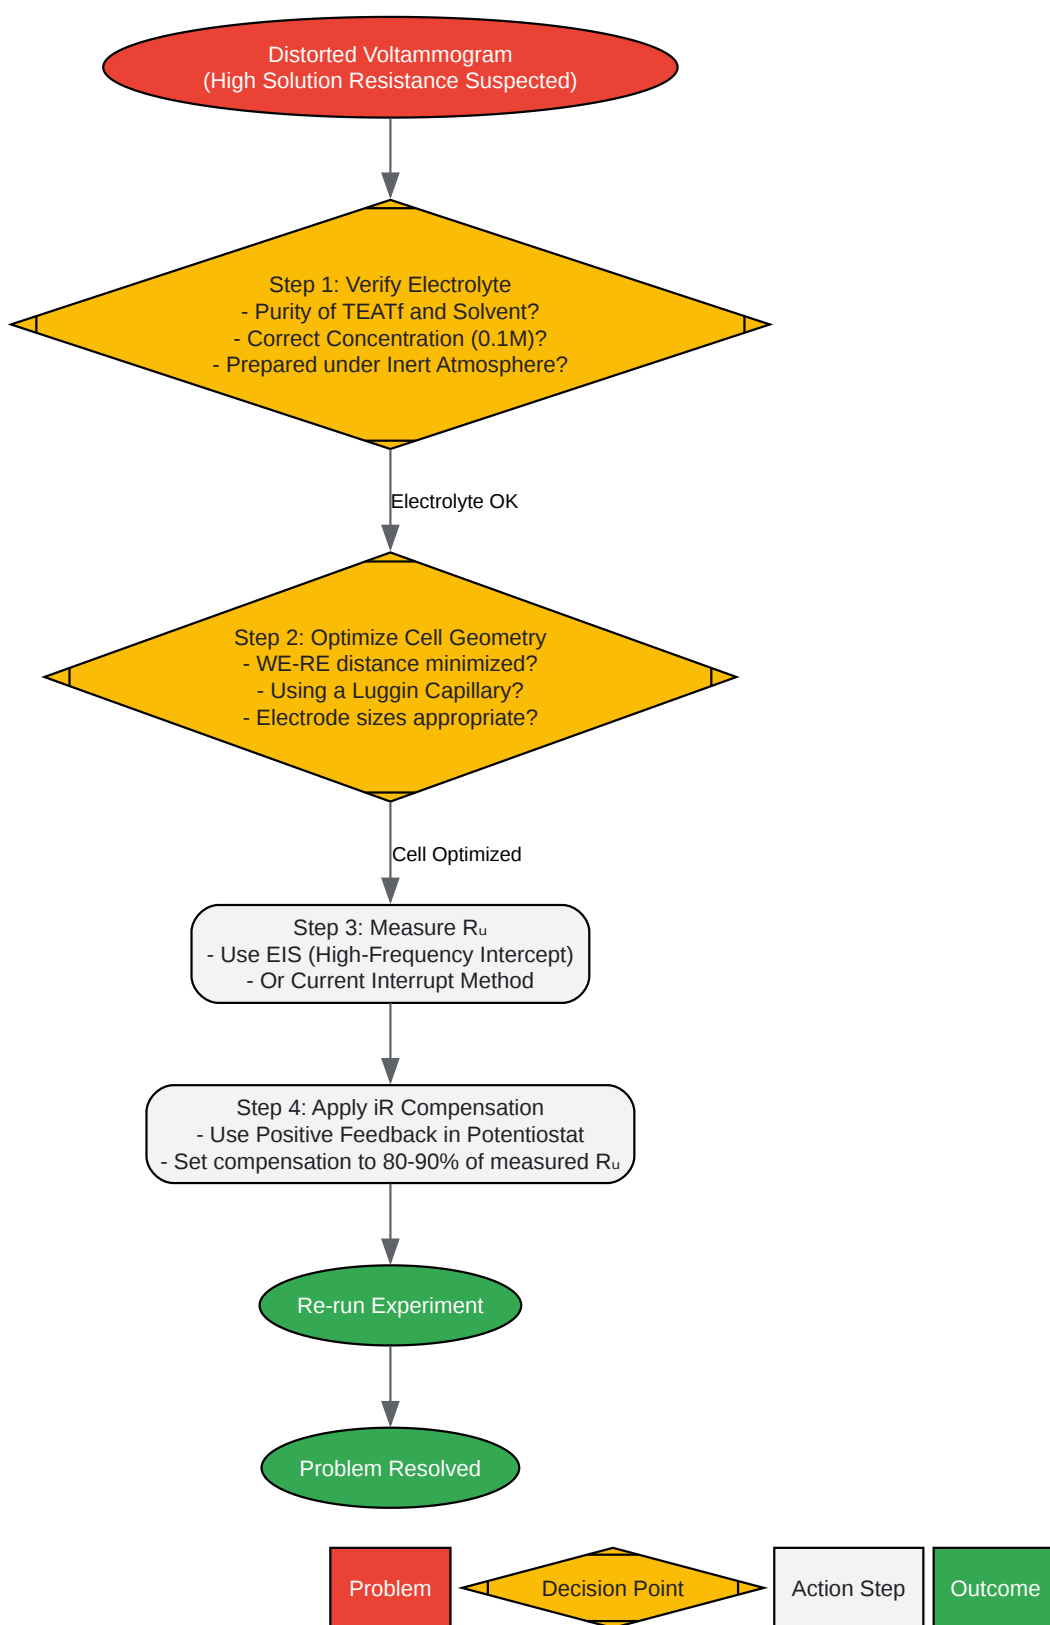 Distorted Voltammogram
(High Solution Resistance Suspected)
Step 1: Verify Electrolyte
- Purity of TEATf and Solvent?
- Correct Concentration (0.1M)?
- Prepared under Inert Atmosphere?
Electrolyte OK
Step 2: Optimize Cell Geometry
- WE-RE distance minimized?
- Using a Luggin Capillary?
- Electrode sizes appropriate?
Cell Optimized
Step 3: Measure Rᵤ
- Use EIS (High-Frequency Intercept)
- Or Current Interrupt Method
Step 4: Apply iR Compensation
- Use Positive Feedback in Potentiostat
- Set compensation to 80-90% of measured Rᵤ
Re-run Experiment
Problem Resolved
Problem
Decision Point
Action Step
Outcome